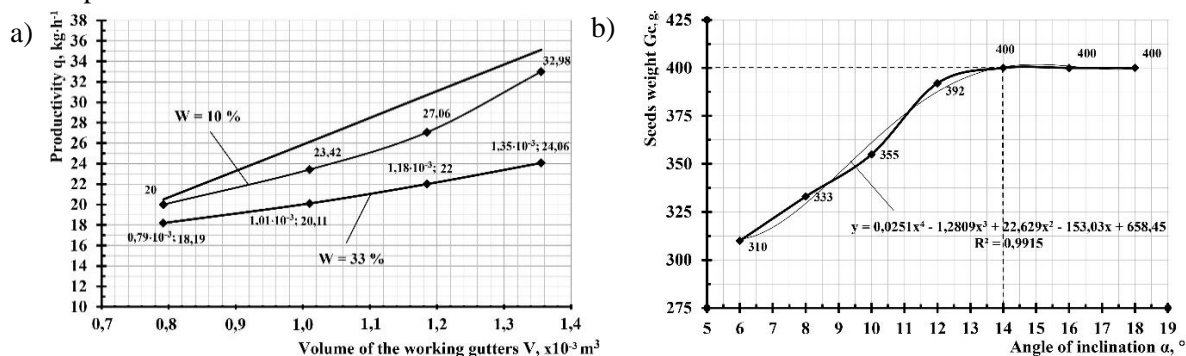 a)
Productivity q, kg·h⁻¹
38
36
34
32
30
28
26
24
22
20
18
16
14
12
10
32,98
W = 10 %
27,06
23,42
20
1,35·10⁻³; 24,06
1,18·10⁻³; 22
1,01·10⁻³; 20,11
0,79·10⁻³; 18,19
W = 33 %
0,7 0,8 0,9 1 1,1 1,2 1,3 1,4
Volume of the working gutters V, x10⁻³ m³
b)
Seeds weight Gc, g.
425
400
375
350
325
300
275
400 400 400
392
355
333
310
y = 0,0251x⁴ - 1,2809x³ + 22,629x² - 153,03x + 658,45
R² = 0,9915
5 6 7 8 9 10 11 12 13 14 15 16 17 18 19
Angle of inclination α, °